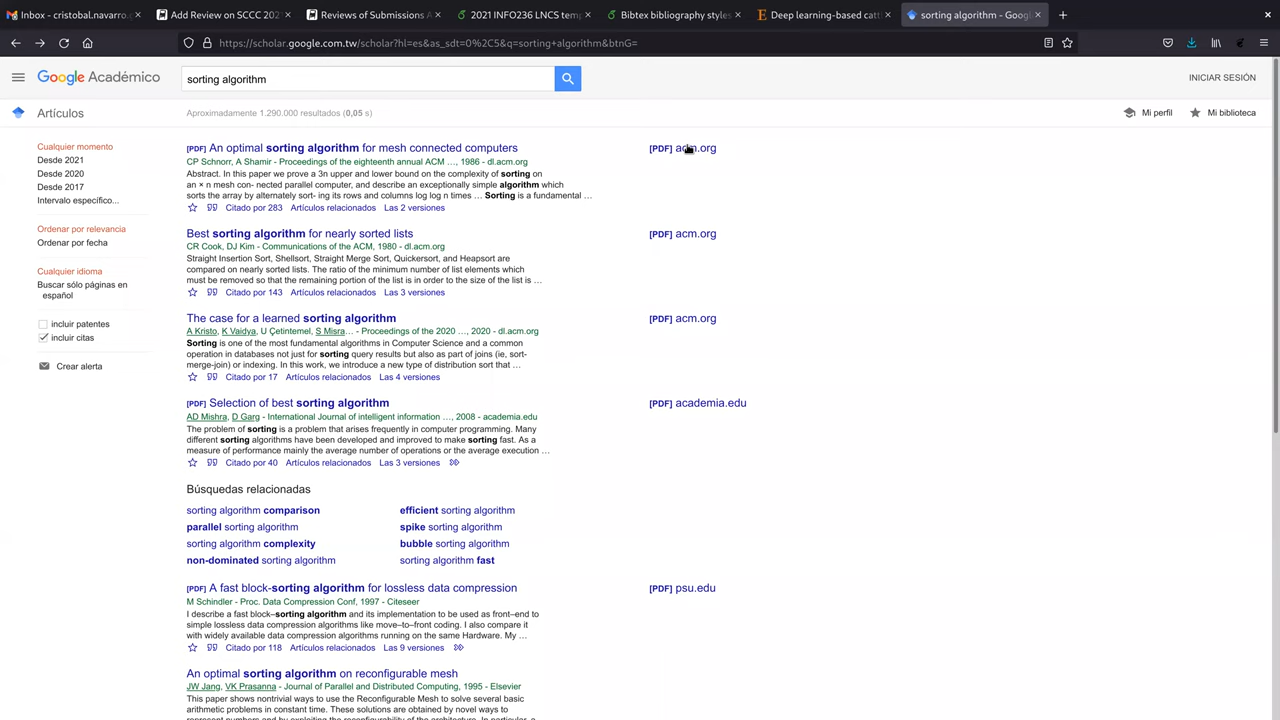 Inbox - cristobal.navarro.g
Add Review on SCCC 202
Reviews of Submissions A
2021 INFO236 LNCS temp
Bibtex bibliography styles
Deep learning-based catt
sorting algorithm - Googl
https://scholar.google.com.tw/scholar?hl=es&as_sdt=0%2C5&q=sorting+algorithm&btnG=
Google Académico
sorting algorithm
INICIAR SESIÓN
Artículos
Aproximadamente 1.290.000 resultados (0,05 s)
Mi perfil
Mi biblioteca
Cualquier momento
Desde 2021
Desde 2020
Desde 2017
Intervalo específico...
Ordenar por relevancia
Ordenar por fecha
Cualquier idioma
Buscar sólo páginas en
español
incluir patentes
incluir citas
Crear alerta
[PDF] An optimal sorting algorithm for mesh connected computers
[PDF] acm.org
CP Schnorr, A Shamir - Proceedings of the eighteenth annual ACM …, 1986 - dl.acm.org
Abstract. In this paper we prove a 3n upper and lower bound on the complexity of sorting on
an × n mesh con- nected parallel computer, and describe an exceptionally simple algorithm which
sorts the array by alternately sort- ing its rows and columns log log n times … Sorting is a fundamental …
Citado por 283 Artículos relacionados Las 2 versiones
Best sorting algorithm for nearly sorted lists
[PDF] acm.org
CR Cook, DJ Kim - Communications of the ACM, 1980 - dl.acm.org
Straight Insertion Sort, Shellsort, Straight Merge Sort, Quickersort, and Heapsort are
compared on nearly sorted lists. The ratio of the minimum number of list elements which
must be removed so that the remaining portion of the list is in order to the size of the list is …
Citado por 143 Artículos relacionados Las 3 versiones
The case for a learned sorting algorithm
[PDF] acm.org
A Kristo, K Vaidya, U Çetintemel, S Misra… - Proceedings of the 2020 …, 2020 - dl.acm.org
Sorting is one of the most fundamental algorithms in Computer Science and a common
operation in databases not just for sorting query results but also as part of joins (ie, sort-
merge-join) or indexing. In this work, we introduce a new type of distribution sort that …
Citado por 17 Artículos relacionados Las 4 versiones
[PDF] Selection of best sorting algorithm
[PDF] academia.edu
AD Mishra, D Garg - International Journal of intelligent information …, 2008 - academia.edu
The problem of sorting is a problem that arises frequently in computer programming. Many
different sorting algorithms have been developed and improved to make sorting fast. As a
measure of performance mainly the average number of operations or the average execution …
Citado por 40 Artículos relacionados Las 3 versiones
Búsquedas relacionadas
sorting algorithm comparison
efficient sorting algorithm
parallel sorting algorithm
spike sorting algorithm
sorting algorithm complexity
bubble sorting algorithm
non-dominated sorting algorithm
sorting algorithm fast
[PDF] A fast block-sorting algorithm for lossless data compression
[PDF] psu.edu
M Schindler - Proc. Data Compression Conf, 1997 - Citeseer
I describe a fast block–sorting algorithm and its implementation to be used as front–end to
simple lossless data compression algorithms like move–to–front coding. I also compare it
with widely available data compression algorithms running on the same Hardware. My …
Citado por 118 Artículos relacionados Las 9 versiones
An optimal sorting algorithm on reconfigurable mesh
JW Jang, VK Prasanna - Journal of Parallel and Distributed Computing, 1995 - Elsevier
This paper shows nontrivial ways to use the Reconfigurable Mesh to solve several basic
arithmetic problems in constant time. These solutions are obtained by novel ways to
represent numbers and by exploiting the reconfigurability of the architecture. In particular, a